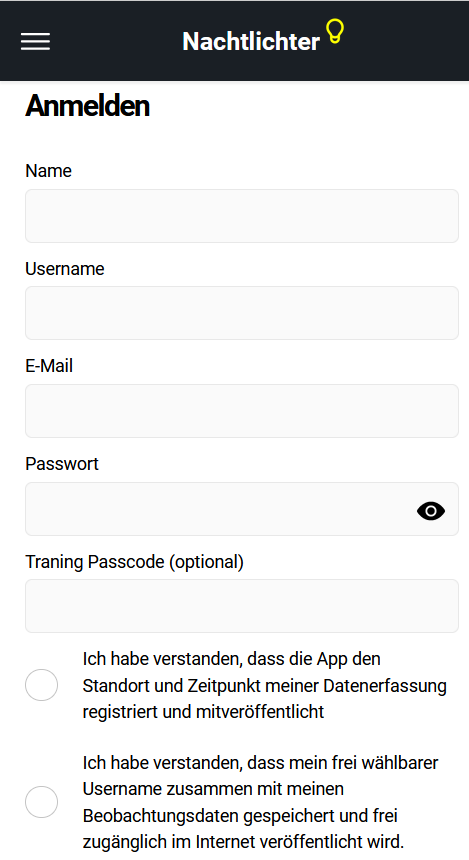 Nachtlichter
Anmelden
Name
Username
E-Mail
Passwort
Traning Passcode (optional)
Ich habe verstanden, dass die App den
Standort und Zeitpunkt meiner Datenerfassung
registriert und mitveröffentlicht
Ich habe verstanden, dass mein frei wählbarer
Username zusammen mit meinen
Beobachtungsdaten gespeichert und frei
zugänglich im Internet veröffentlicht wird.